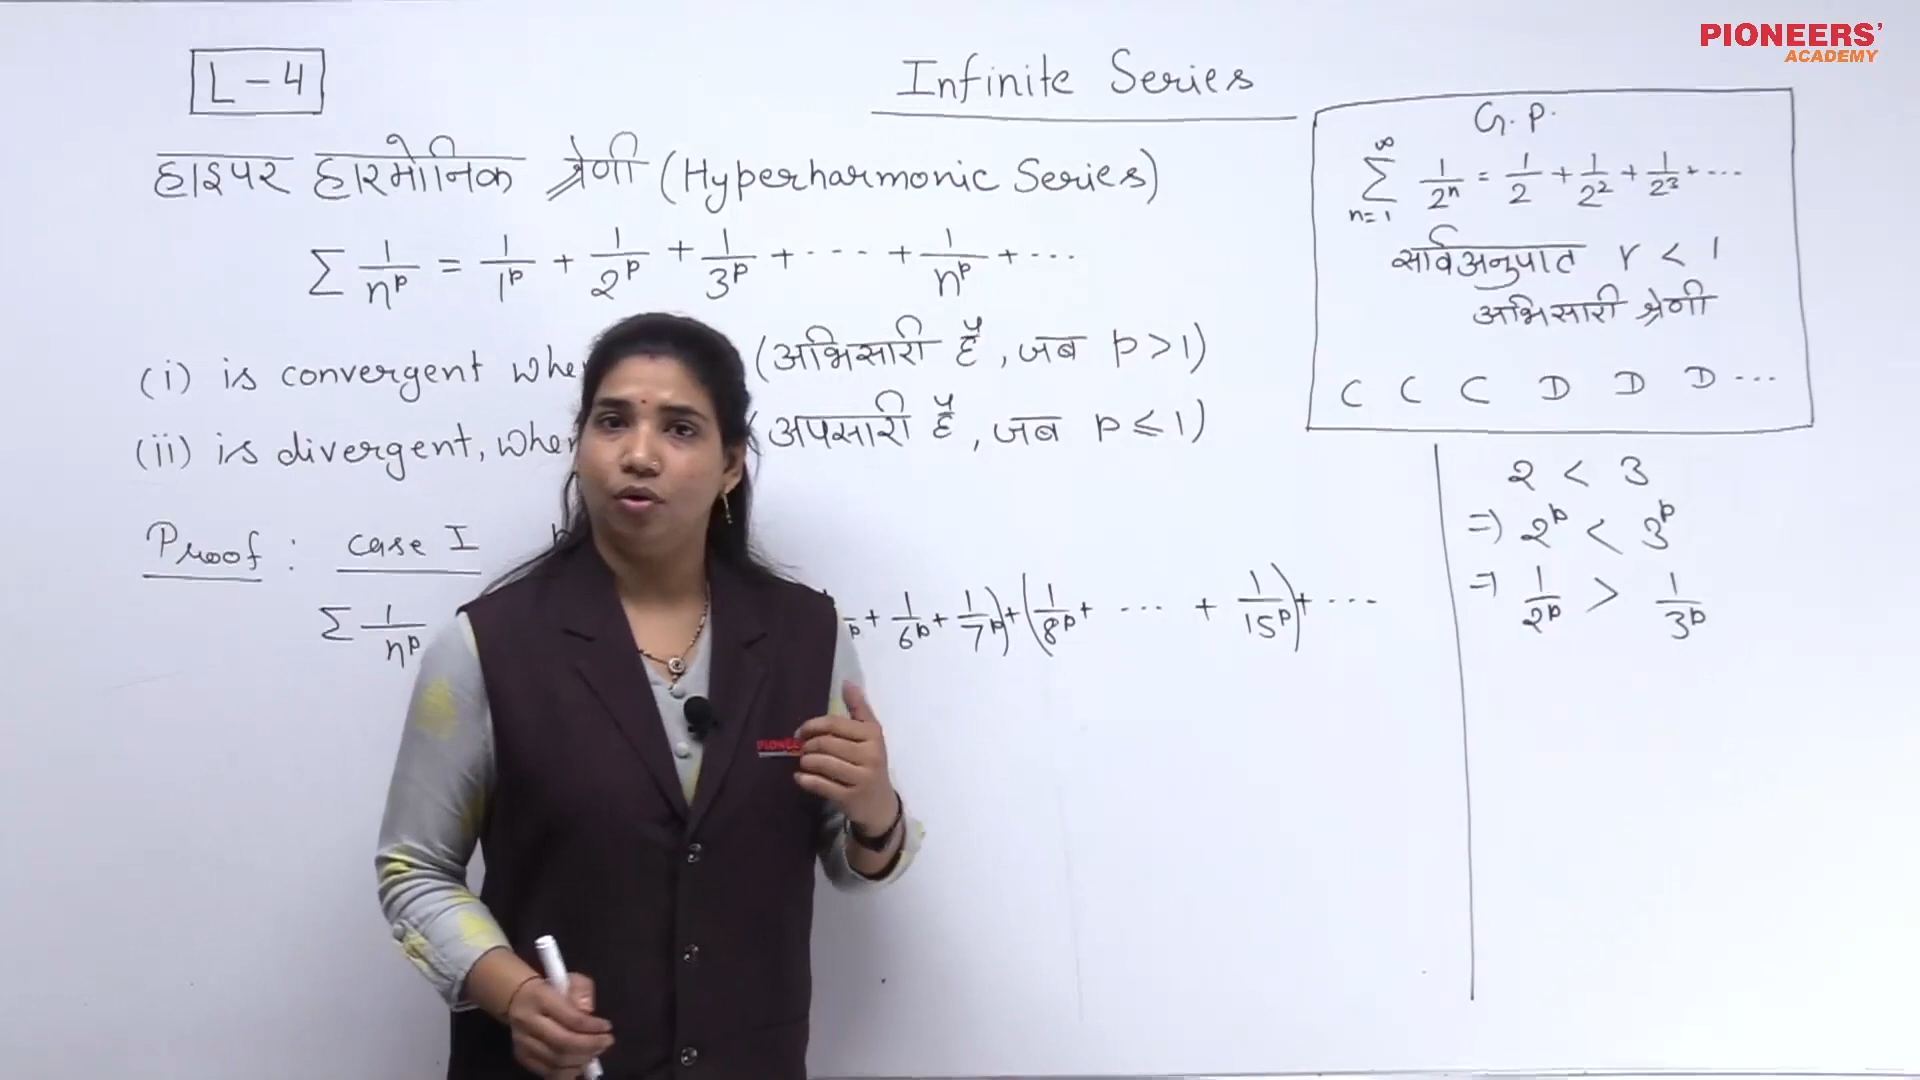 PIONEERS'
ACADEMY
L-4
Infinite Series
हाइपर हारमोनिक श्रेणी (Hyperharmonic Series)
∑ 1/n^p = 1/1^p + 1/2^p + 1/3^p + ... + 1/n^p + ...
(i) is convergent (अभिसारी है, जब p > 1)
(ii) is divergent, (अपसारी है, जब p ≤ 1)
Proof : case I
∑ 1/n^p + 1/6^p + 1/7^p) + (1/8^p + ... + 1/15^p) + ...
G.P.
∞∑n=1 1/2^n = 1/2 + 1/2^2 + 1/2^3 + ...
सार्वअनुपात r < 1
अभिसारी श्रेणी
C C C D D D ...
2 < 3
⇒) 2^p < 3^p
⇒) 1/2^p > 1/3^p